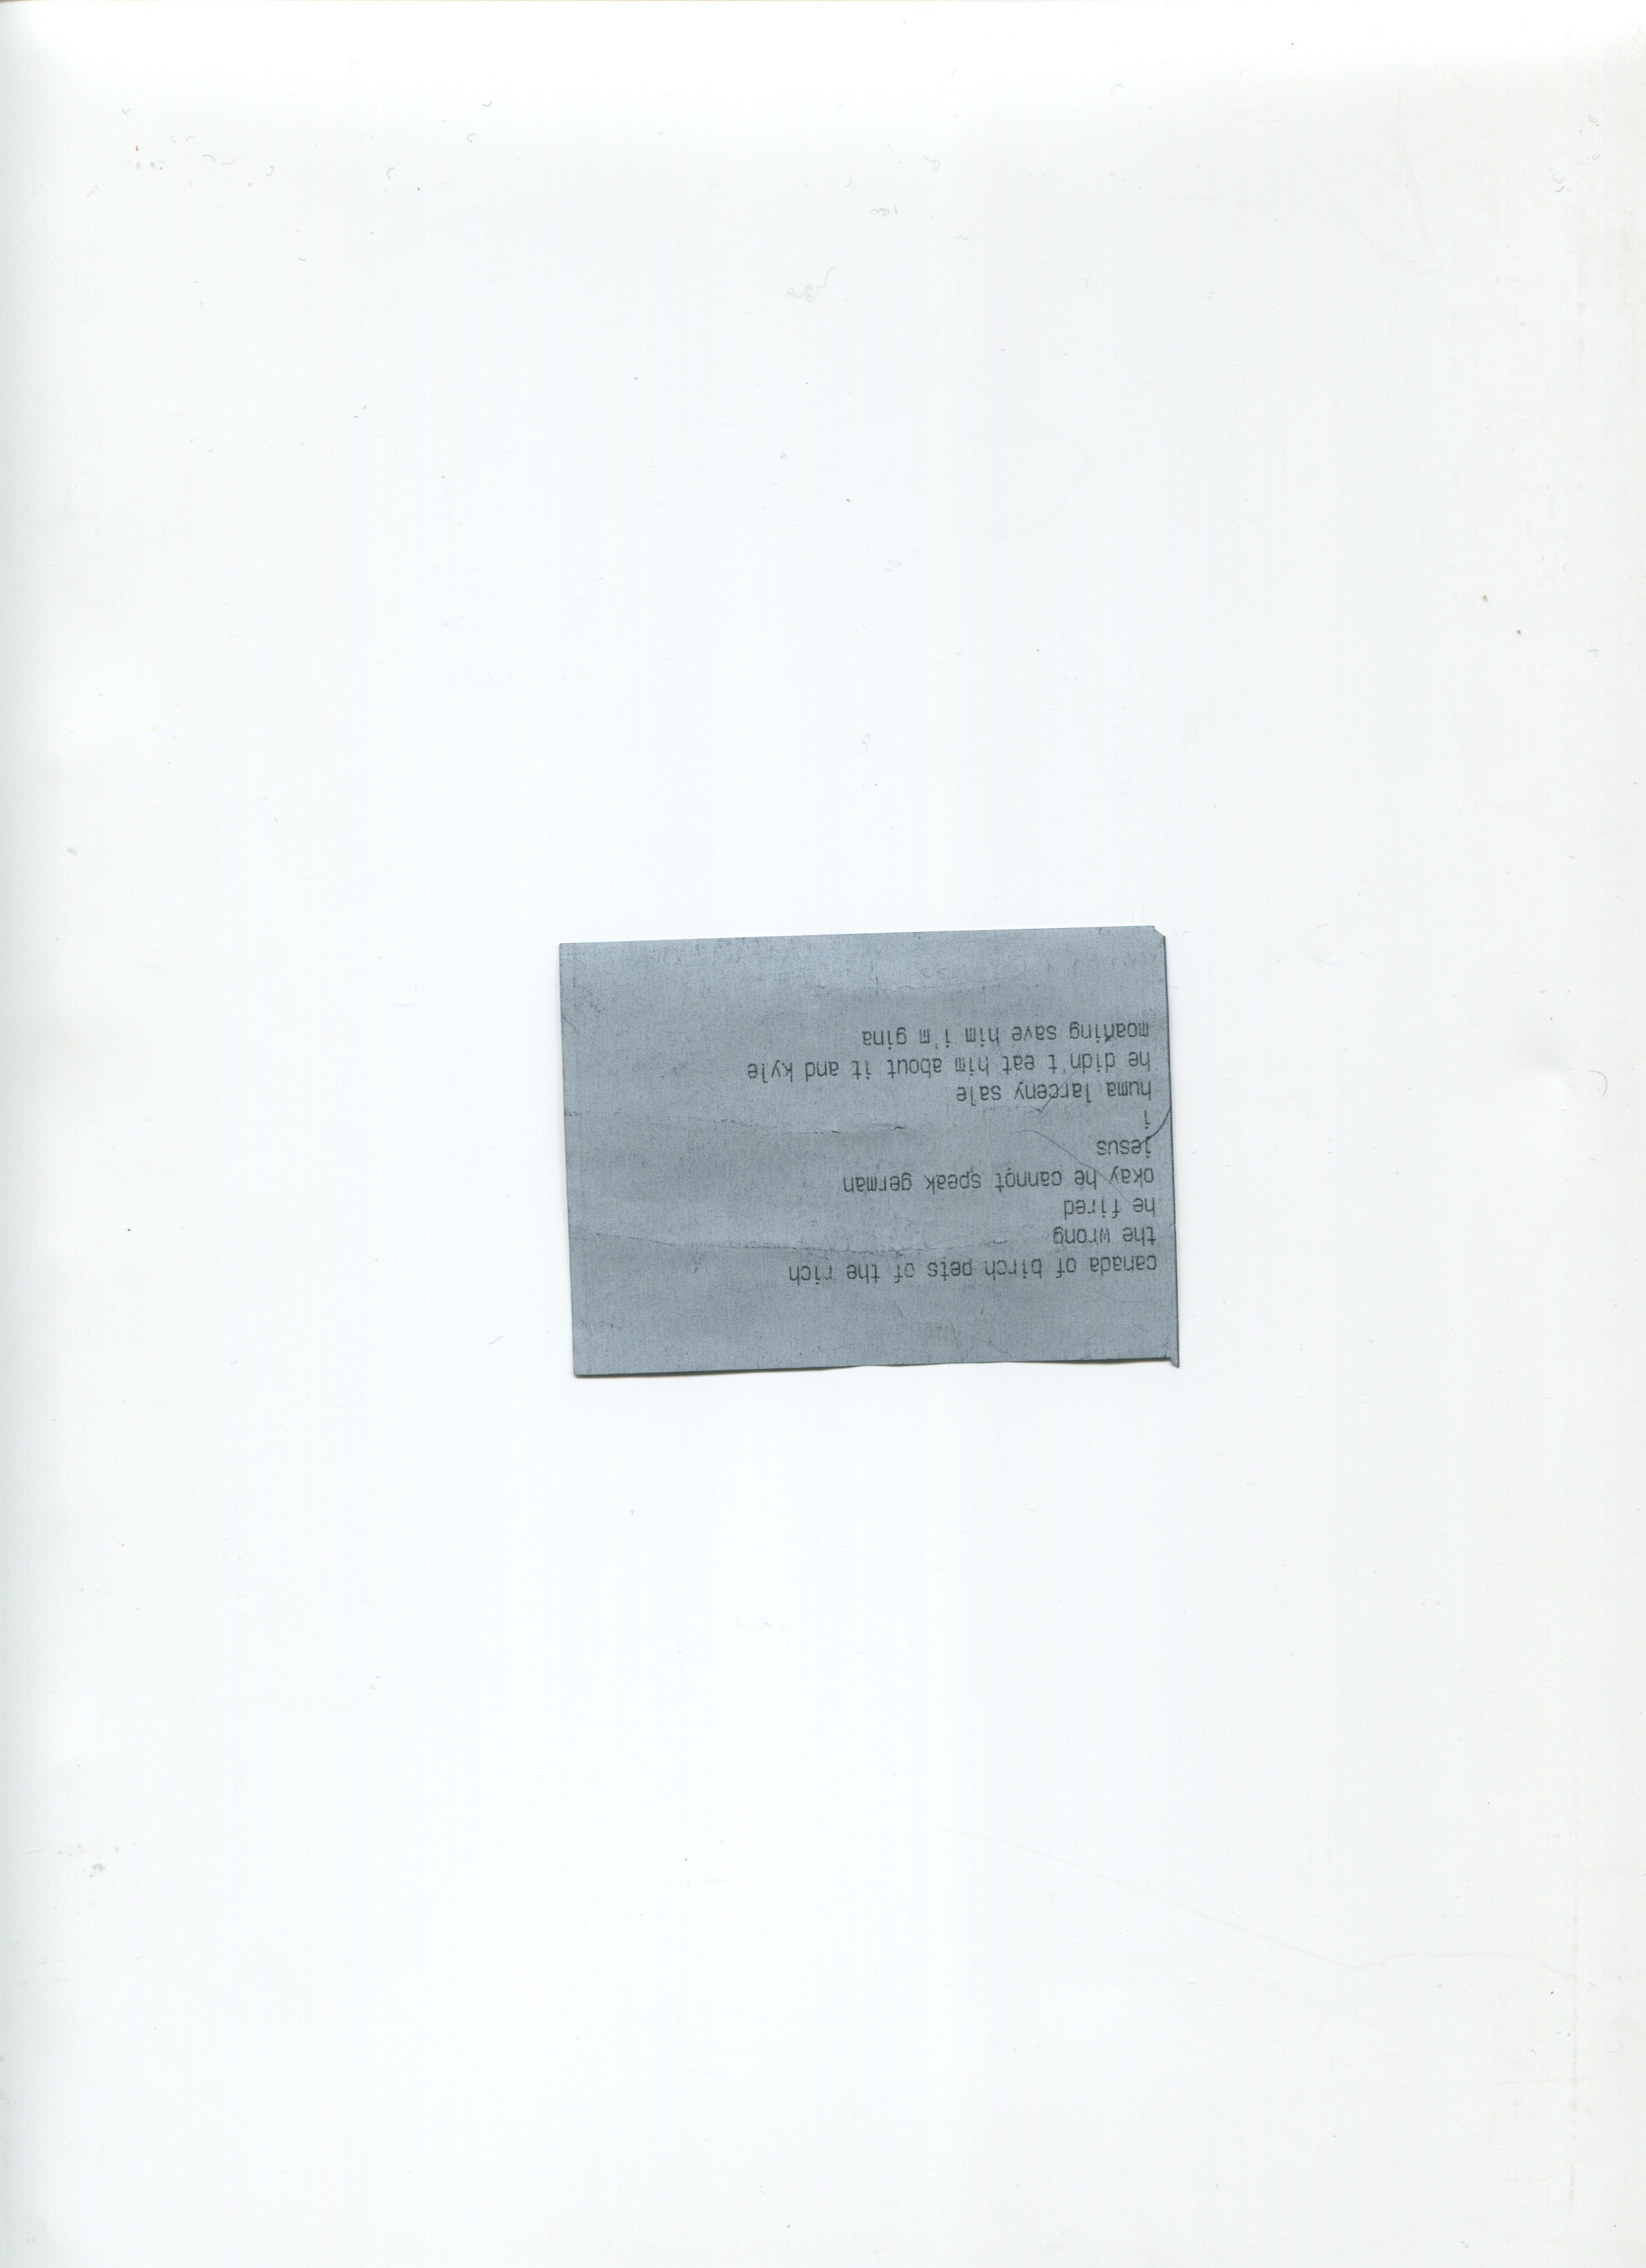 canada of birch pets of the rich
the wrong
he fired
okay he cannot speak german
jesus
i
huma larceny sale
he didn't eat him about it and kyle
moaning save him i'm gina